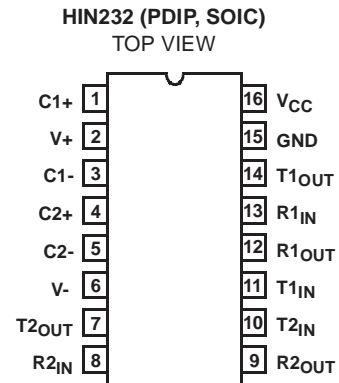 HIN232 (PDIP, SOIC)
TOP VIEW
C1+ 1 16 VCC
V+ 2 15 GND
C1- 3 14 T1OUT
C2+ 4 13 R1IN
C2- 5 12 R1OUT
V- 6 11 T1IN
T2OUT 7 10 T2IN
R2IN 8 9 R2OUT